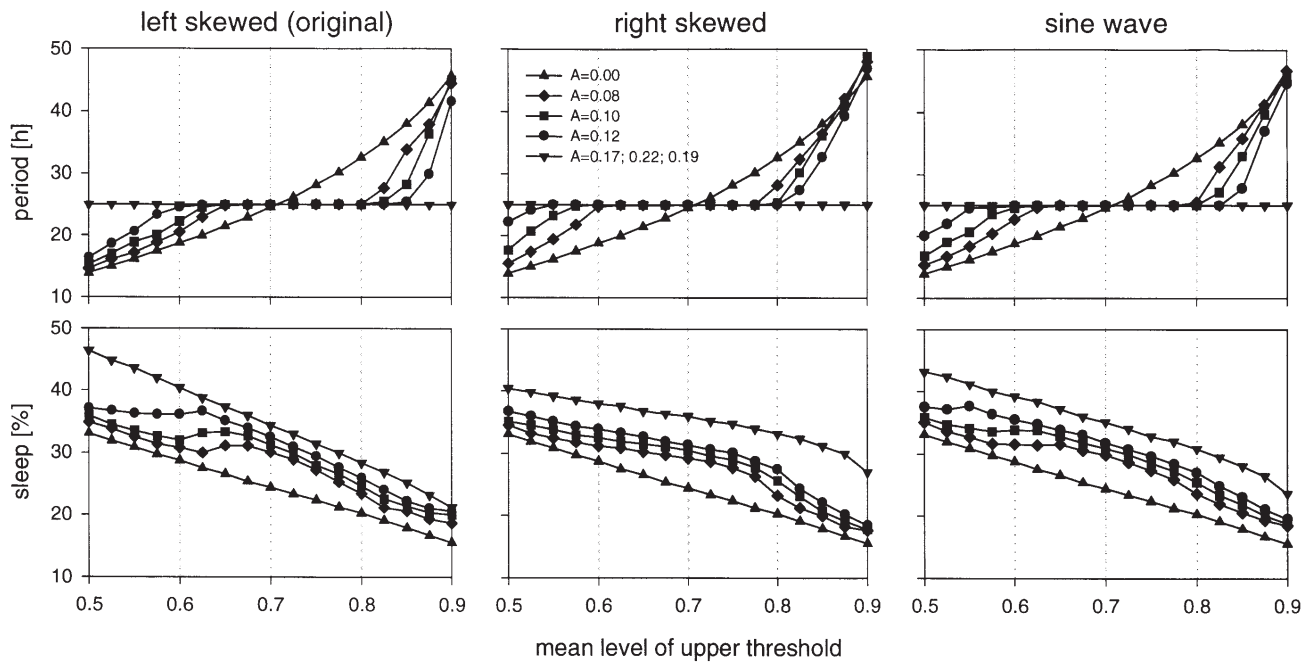 left skewed (original)
right skewed
sine wave
50
40
30
20
10
period [h]
A=0.00
A=0.08
A=0.10
A=0.12
A=0.17; 0.22; 0.19
50
40
30
20
10
sleep [%]
0.5 0.6 0.7 0.8 0.9
0.5 0.6 0.7 0.8 0.9
0.5 0.6 0.7 0.8 0.9
mean level of upper threshold